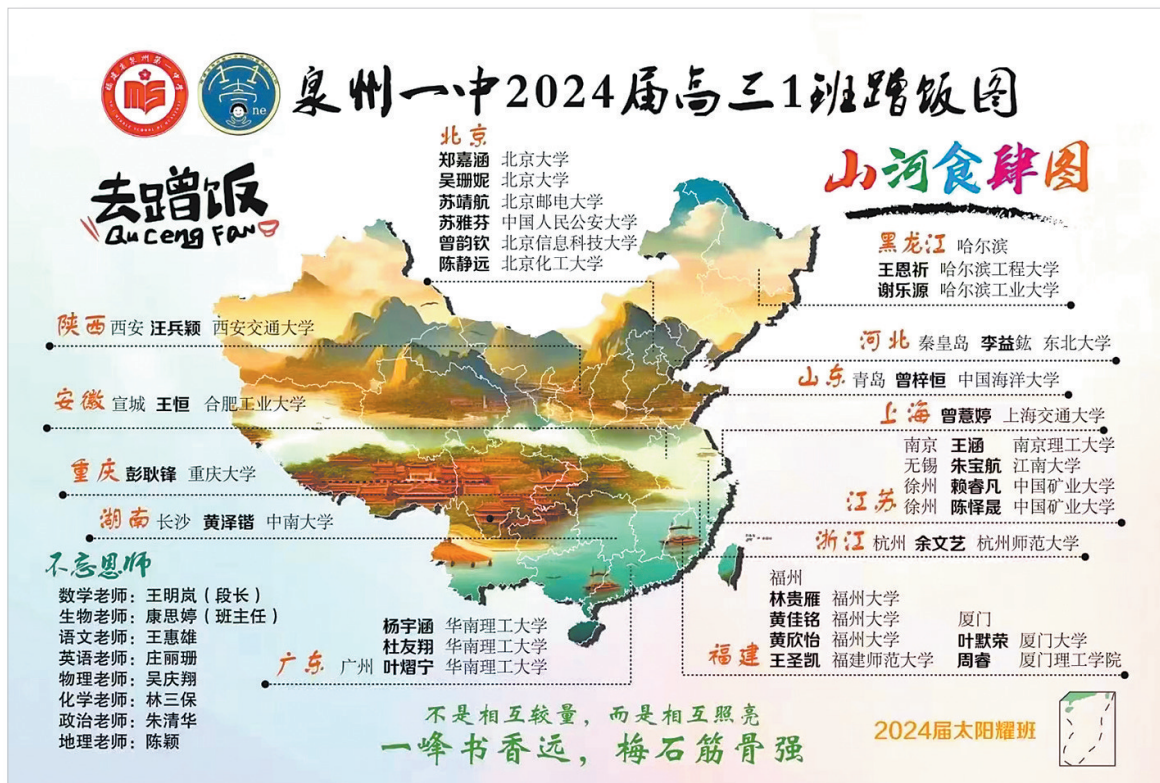 福建省泉州第一中学
ne
泉州一中2024届高三1班蹭饭图
去蹭饭
Qu Ceng Fan
山河食肆图
北京
郑嘉涵 北京大学
吴珊妮 北京大学
苏靖航 北京邮电大学
苏雅芬 中国人民公安大学
曾韵钦 北京信息科技大学
陈静远 北京化工大学
黑龙江 哈尔滨
王恩祈 哈尔滨工程大学
谢乐源 哈尔滨工业大学
陕西 西安 汪兵颖 西安交通大学
河北 秦皇岛 李益鈜 东北大学
山东 青岛 曾梓恒 中国海洋大学
安徽 宣城 王恒 合肥工业大学
上海 曾薏婷 上海交通大学
南京 王涵 南京理工大学
无锡 朱宝航 江南大学
徐州 赖睿凡 中国矿业大学
江苏 徐州 陈怿晟 中国矿业大学
重庆 彭耿锋 重庆大学
湖南 长沙 黄泽锴 中南大学
浙江 杭州 余文艺 杭州师范大学
福州
林贵雁 福州大学
黄佳铭 福州大学 厦门
黄欣怡 福州大学 叶默荣 厦门大学
福建 王圣凯 福建师范大学 周睿 厦门理工学院
不忘恩师
数学老师：王明岚（段长）
生物老师：康思婷（班主任）
语文老师：王惠雄
英语老师：庄丽珊
物理老师：吴庆翔
化学老师：林三保
政治老师：朱清华
地理老师：陈颖
杨宇涵 华南理工大学
杜友翔 华南理工大学
广东 广州 叶熠宁 华南理工大学
不是相互较量，而是相互照亮
一峰书香远，梅石筋骨强
2024届太阳耀班